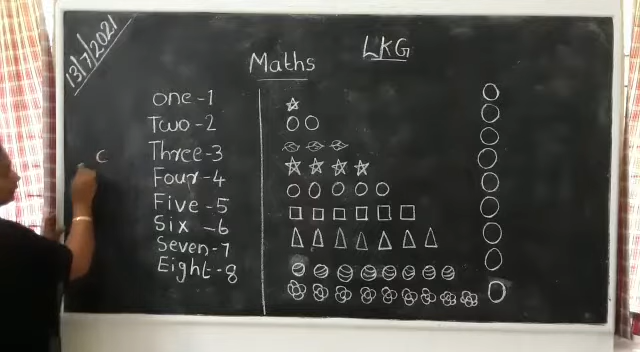 13/7/2021
LKG
Maths
One-1
Two-2
Three-3
Four-4
Five-5
Six-6
Seven-7
Eight-8
c